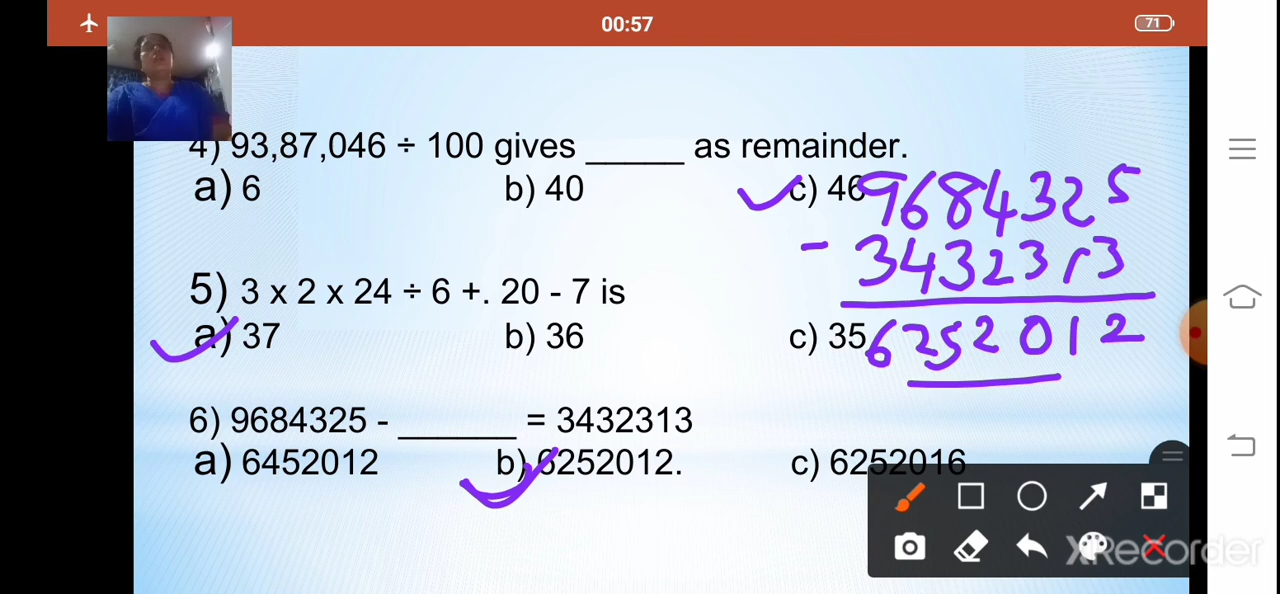 00:57
71
4) 93,87,046 ÷ 100 gives _____ as remainder.
a) 6 b) 40 c) 46
9684325
- 3432313
6252012
5) 3 x 2 x 24 ÷ 6 +. 20 - 7 is
a) 37 b) 36 c) 35
6) 9684325 - ______ = 3432313
a) 6452012 b) 6252012. c) 6252016
XRecorder